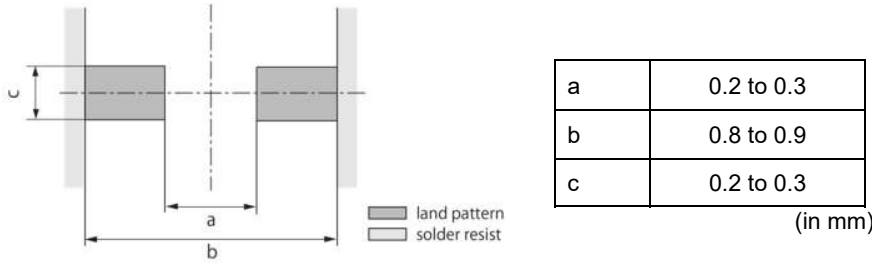 c
a
b
land pattern
solder resist
a 0.2 to 0.3
b 0.8 to 0.9
c 0.2 to 0.3
(in mm)